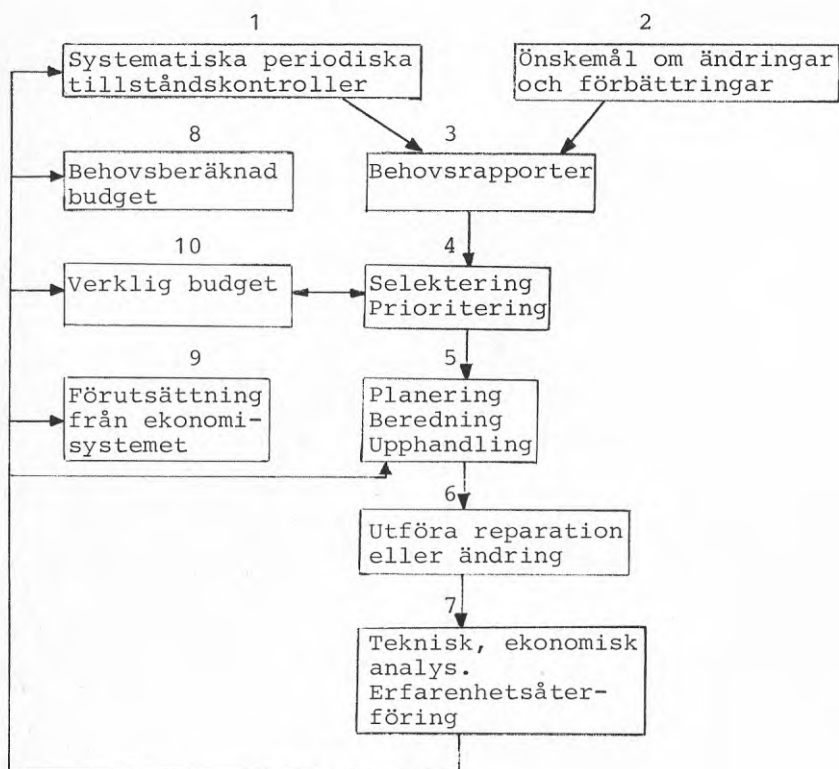 1
2
Systematiska periodiska
tillståndskontroller
Önskemål om ändringar
och förbättringar
8
3
Behovsberäknad
budget
Behovsrapporter
10
4
Verklig budget
Selektering
Prioritering
9
5
Förutsättning
från ekonomi-
systemet
Planering
Beredning
Upphandling
6
Utföra reparation
eller ändring
7
Teknisk, ekonomisk
analys.
Erfarenhetsåter-
föring